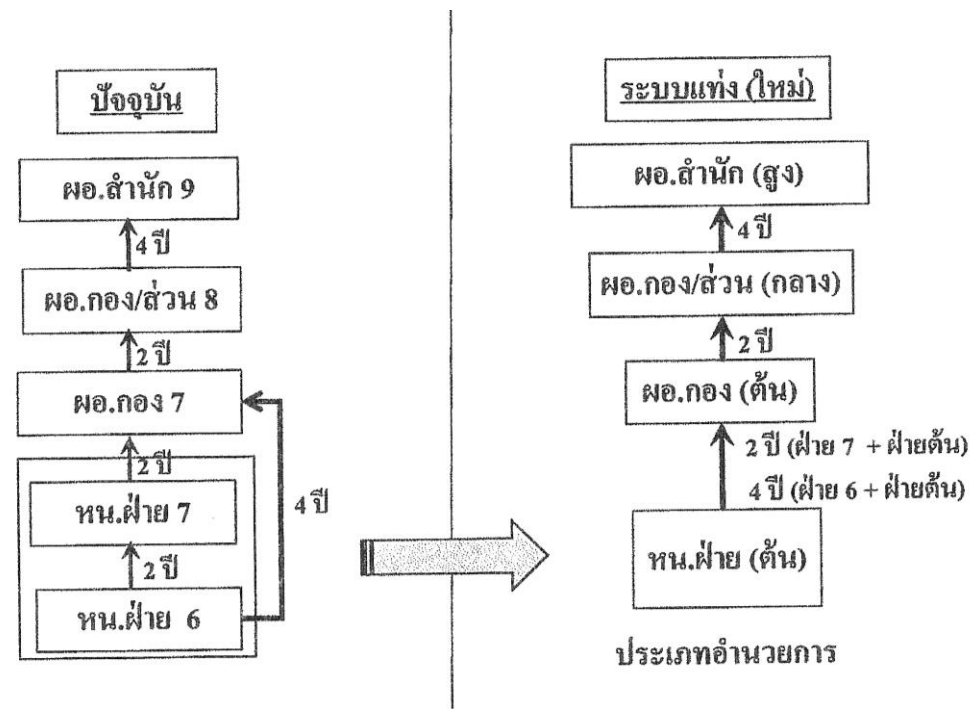 ปัจจุบัน
ผอ.สำนัก 9
4 ปี
ผอ.กอง/ส่วน 8
2 ปี
ผอ.กอง 7
2 ปี
หน.ฝ่าย 7
4 ปี
2 ปี
หน.ฝ่าย 6
ระบบแท่ง (ใหม่)
ผอ.สำนัก (สูง)
4 ปี
ผอ.กอง/ส่วน (กลาง)
2 ปี
ผอ.กอง (ต้น)
2 ปี (ฝ่าย 7 + ฝ่ายต้น)
4 ปี (ฝ่าย 6 + ฝ่ายต้น)
หน.ฝ่าย (ต้น)
ประเภทอำนวยการ